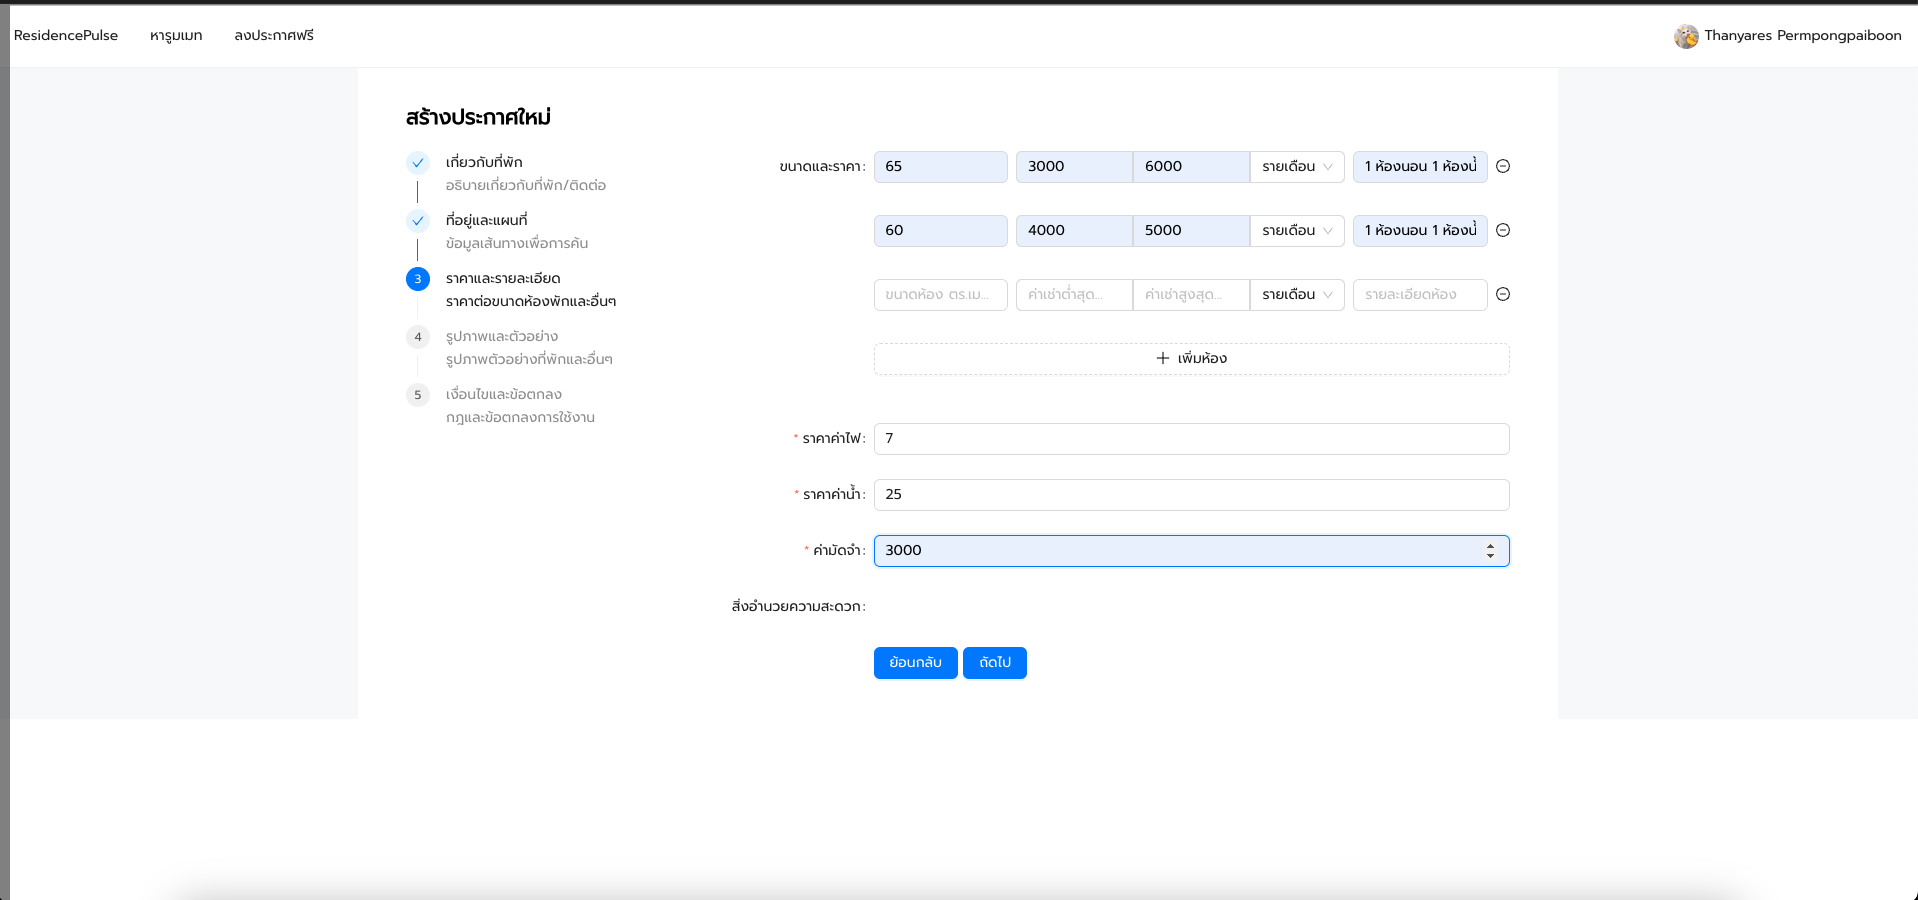 ResidencePulse หารูมเมท ลงประกาศฟรี Thanyares Permpongpaiboon
สร้างประกาศใหม่
เกี่ยวกับที่พัก
อธิบายเกี่ยวกับที่พัก/ติดต่อ
ที่อยู่และแผนที่
ข้อมูลเส้นทางเพื่อการค้น
3 ราคาและรายละเอียด
ราคาต่อขนาดห้องพักและอื่นๆ
4 รูปภาพและตัวอย่าง
รูปภาพตัวอย่างที่พักและอื่นๆ
5 เงื่อนไขและข้อตกลง
กฎและข้อตกลงการใช้งาน
ขนาดและราคา: 65 3000 6000 รายเดือน 1 ห้องนอน 1 ห้องน้
60 4000 5000 รายเดือน 1 ห้องนอน 1 ห้องน้
ขนาดห้อง ตร.เม... ค่าเช่าต่ำสุด... ค่าเช่าสูงสุด... รายเดือน รายละเอียดห้อง
+ เพิ่มห้อง
* ราคาค่าไฟ: 7
* ราคาค่าน้ำ: 25
* ค่ามัดจำ: 3000
สิ่งอำนวยความสะดวก:
ย้อนกลับ ถัดไป